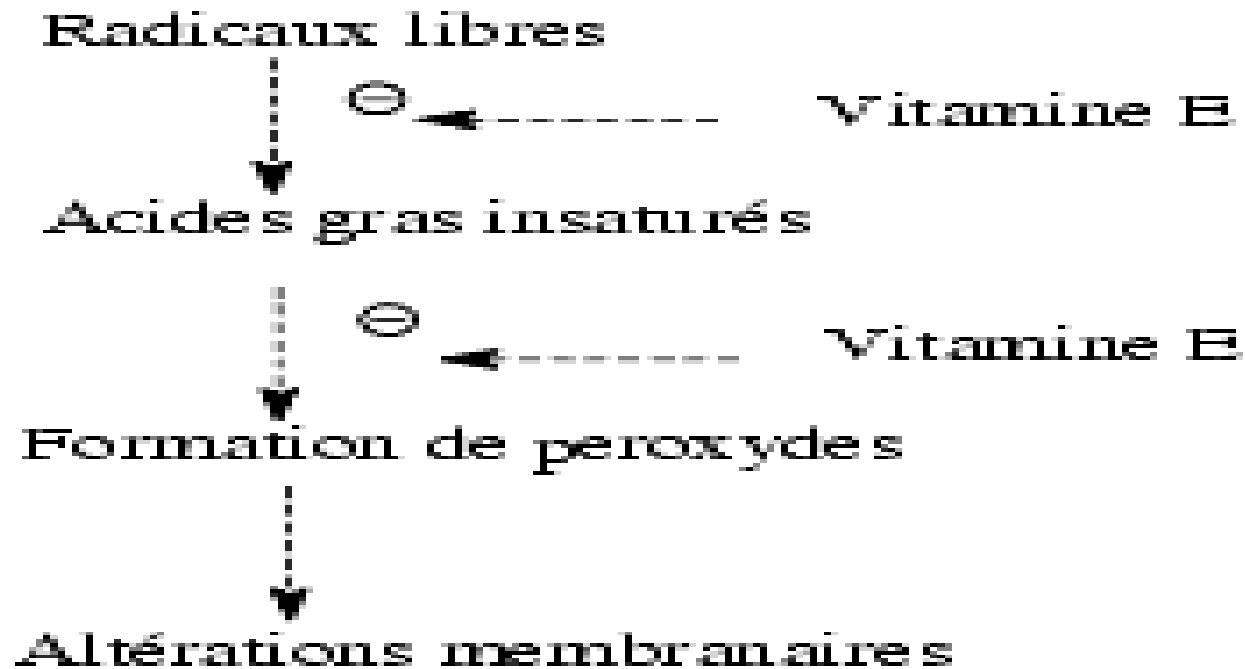 Radicaux libres
⊖
Vitamine E
Acides gras insaturés
⊖
Vitamine E
Formation de peroxydes
Altérations membranaires